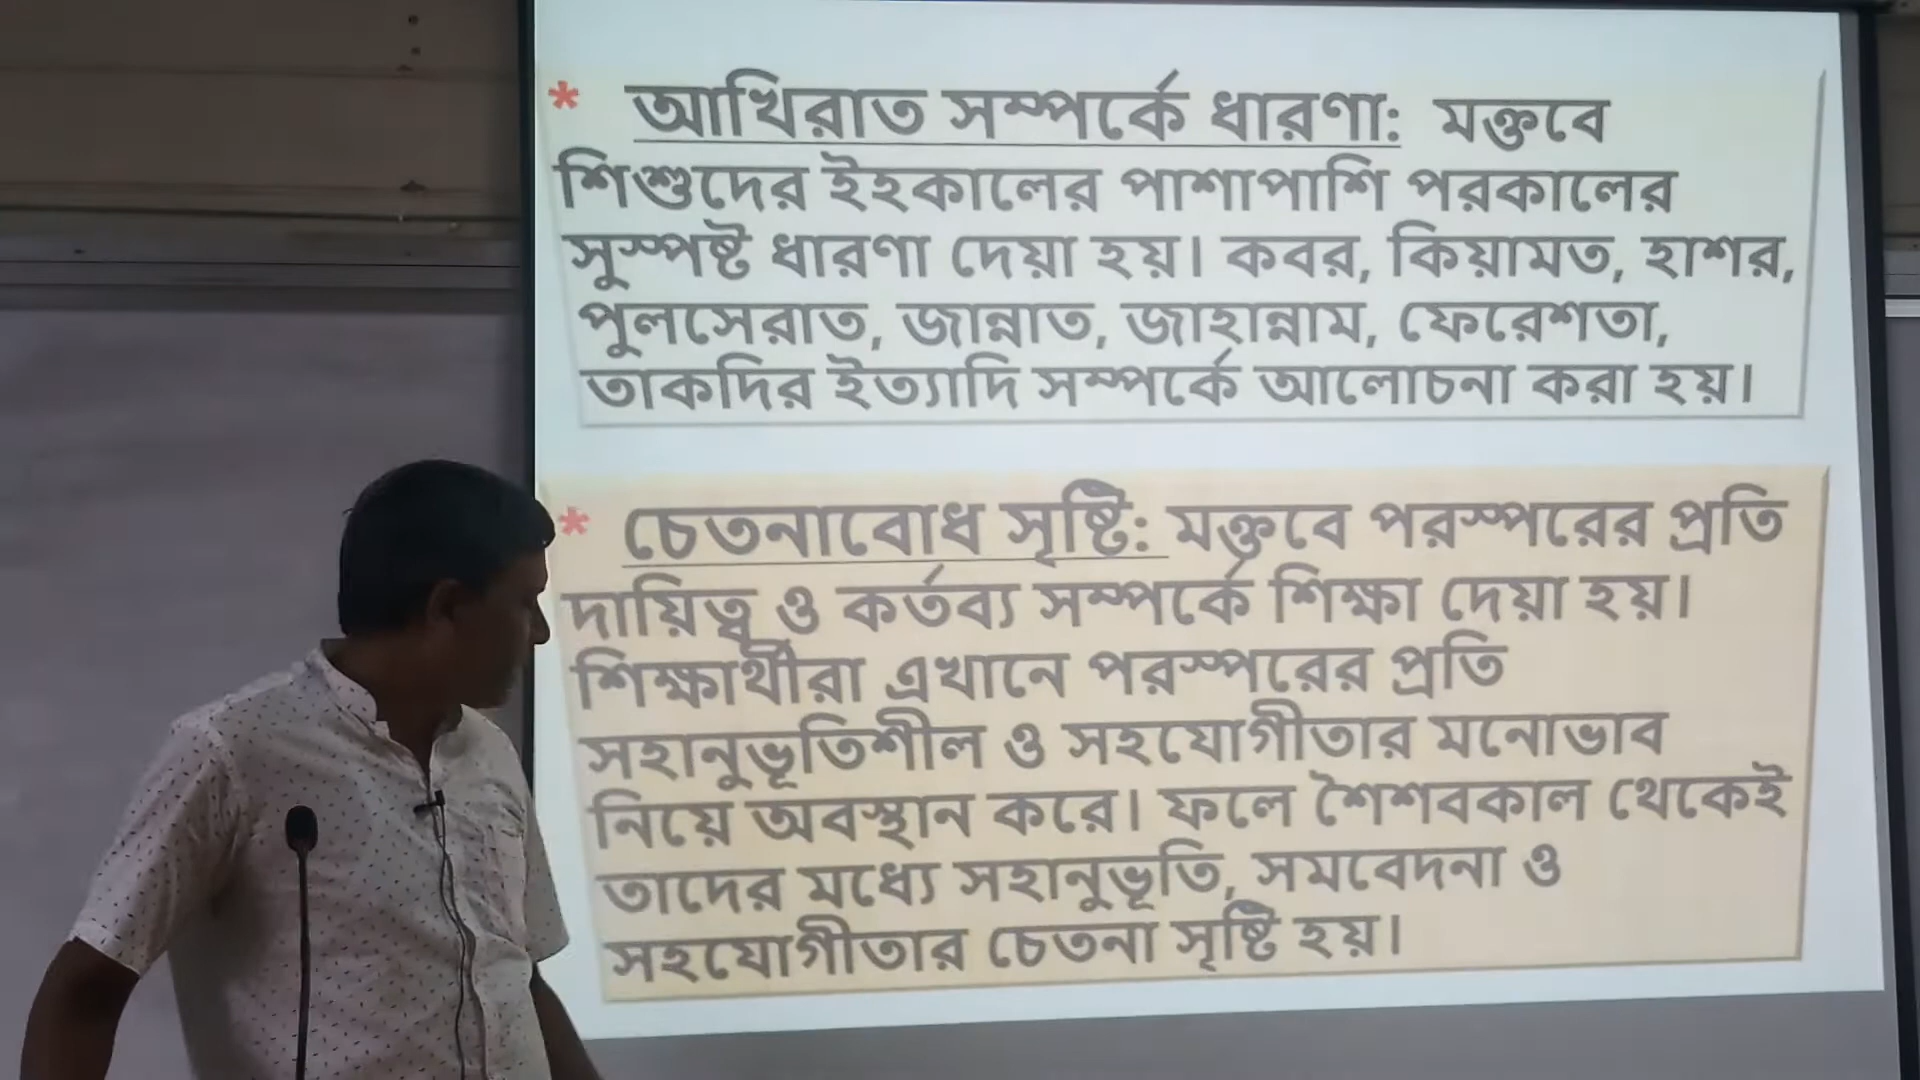 * আখিরাত সম্পর্কে ধারণা: মক্তবে
শিশুদের ইহকালের পাশাপাশি পরকালের
সুস্পষ্ট ধারণা দেয়া হয়। কবর, কিয়ামত, হাশর,
পুলসেরাত, জান্নাত, জাহান্নাম, ফেরেশতা,
তাকদির ইত্যাদি সম্পর্কে আলোচনা করা হয়।
* চেতনাবোধ সৃষ্টি: মক্তবে পরস্পরের প্রতি
দায়িত্ব ও কর্তব্য সম্পর্কে শিক্ষা দেয়া হয়।
শিক্ষার্থীরা এখানে পরস্পরের প্রতি
সহানুভূতিশীল ও সহযোগীতার মনোভাব
নিয়ে অবস্থান করে। ফলে শৈশবকাল থেকেই
তাদের মধ্যে সহানুভূতি, সমবেদনা ও
সহযোগীতার চেতনা সৃষ্টি হয়।